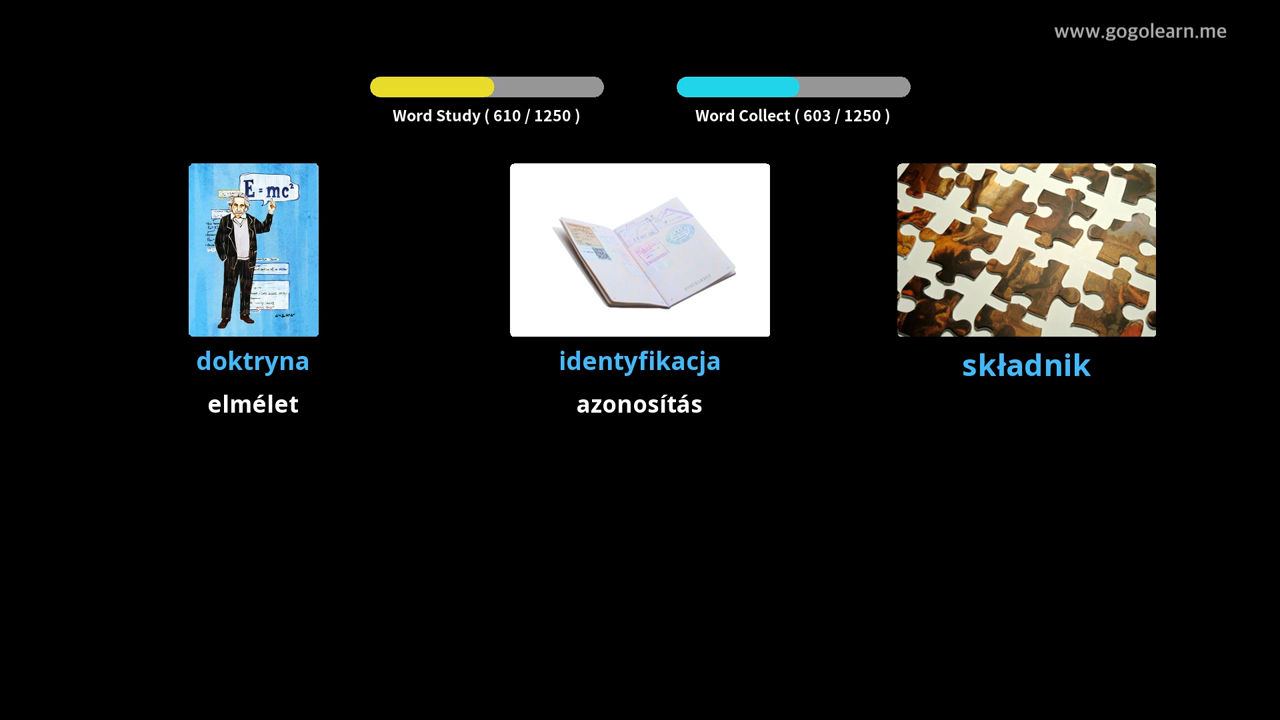 www.gogolearn.me
Word Study ( 610 / 1250 )
Word Collect ( 603 / 1250 )
E=mc²
doktryna
identyfikacja
składnik
elmélet
azonosítás